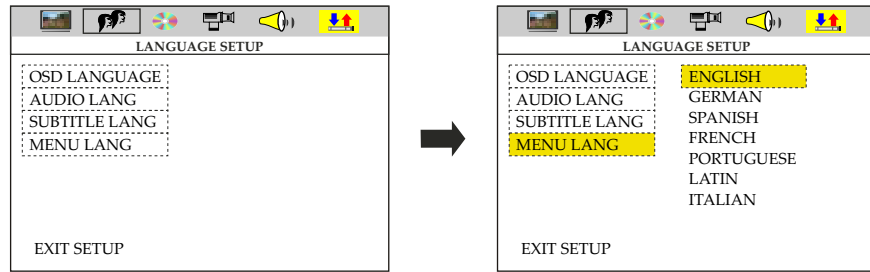 LANGUAGE SETUP
OSD LANGUAGE
AUDIO LANG
SUBTITLE LANG
MENU LANG
EXIT SETUP
LANGUAGE SETUP
OSD LANGUAGE
AUDIO LANG
SUBTITLE LANG
MENU LANG
ENGLISH
GERMAN
SPANISH
FRENCH
PORTUGUESE
LATIN
ITALIAN
EXIT SETUP